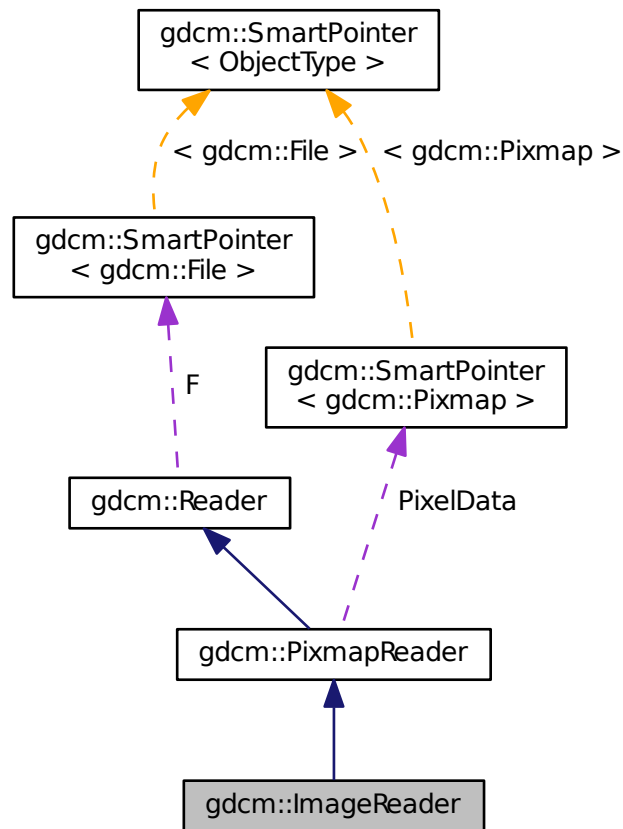 gdcm::SmartPointer
< ObjectType >
< gdcm::File >
< gdcm::Pixmap >
gdcm::SmartPointer
< gdcm::File >
gdcm::SmartPointer
< gdcm::Pixmap >
F
gdcm::Reader
PixelData
gdcm::PixmapReader
gdcm::ImageReader